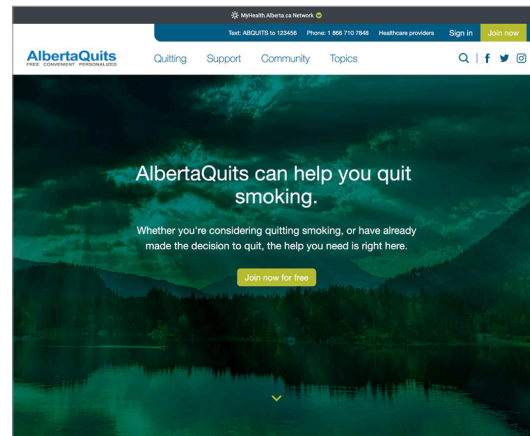 MyHealth.Alberta.ca Network
Text: ABQUITS to 123456 Phone: 1 866 710 7848 Healthcare providers Sign in Join now
AlbertaQuits
FREE CONVENIENT PERSONALIZED
Quitting Support Community Topics
AlbertaQuits can help you quit
smoking.
Whether you're considering quitting smoking, or have already
made the decision to quit, the help you need is right here.
Join now for free